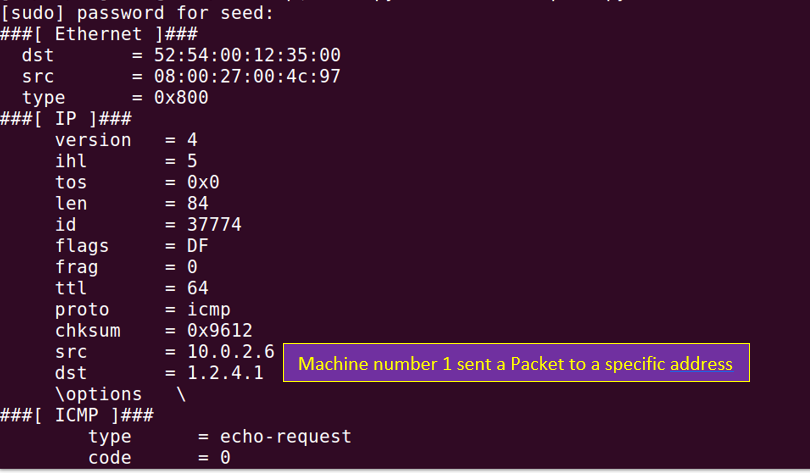 [sudo] password for seed:
###[ Ethernet ]###
  dst       = 52:54:00:12:35:00
  src       = 08:00:27:00:4c:97
  type      = 0x800
###[ IP ]###
     version   = 4
     ihl       = 5
     tos       = 0x0
     len       = 84
     id        = 37774
     flags     = DF
     frag      = 0
     ttl       = 64
     proto     = icmp
     chksum    = 0x9612
     src       = 10.0.2.6
     dst       = 1.2.4.1
     \options   \
Machine number 1 sent a Packet to a specific address
###[ ICMP ]###
        type      = echo-request
        code      = 0